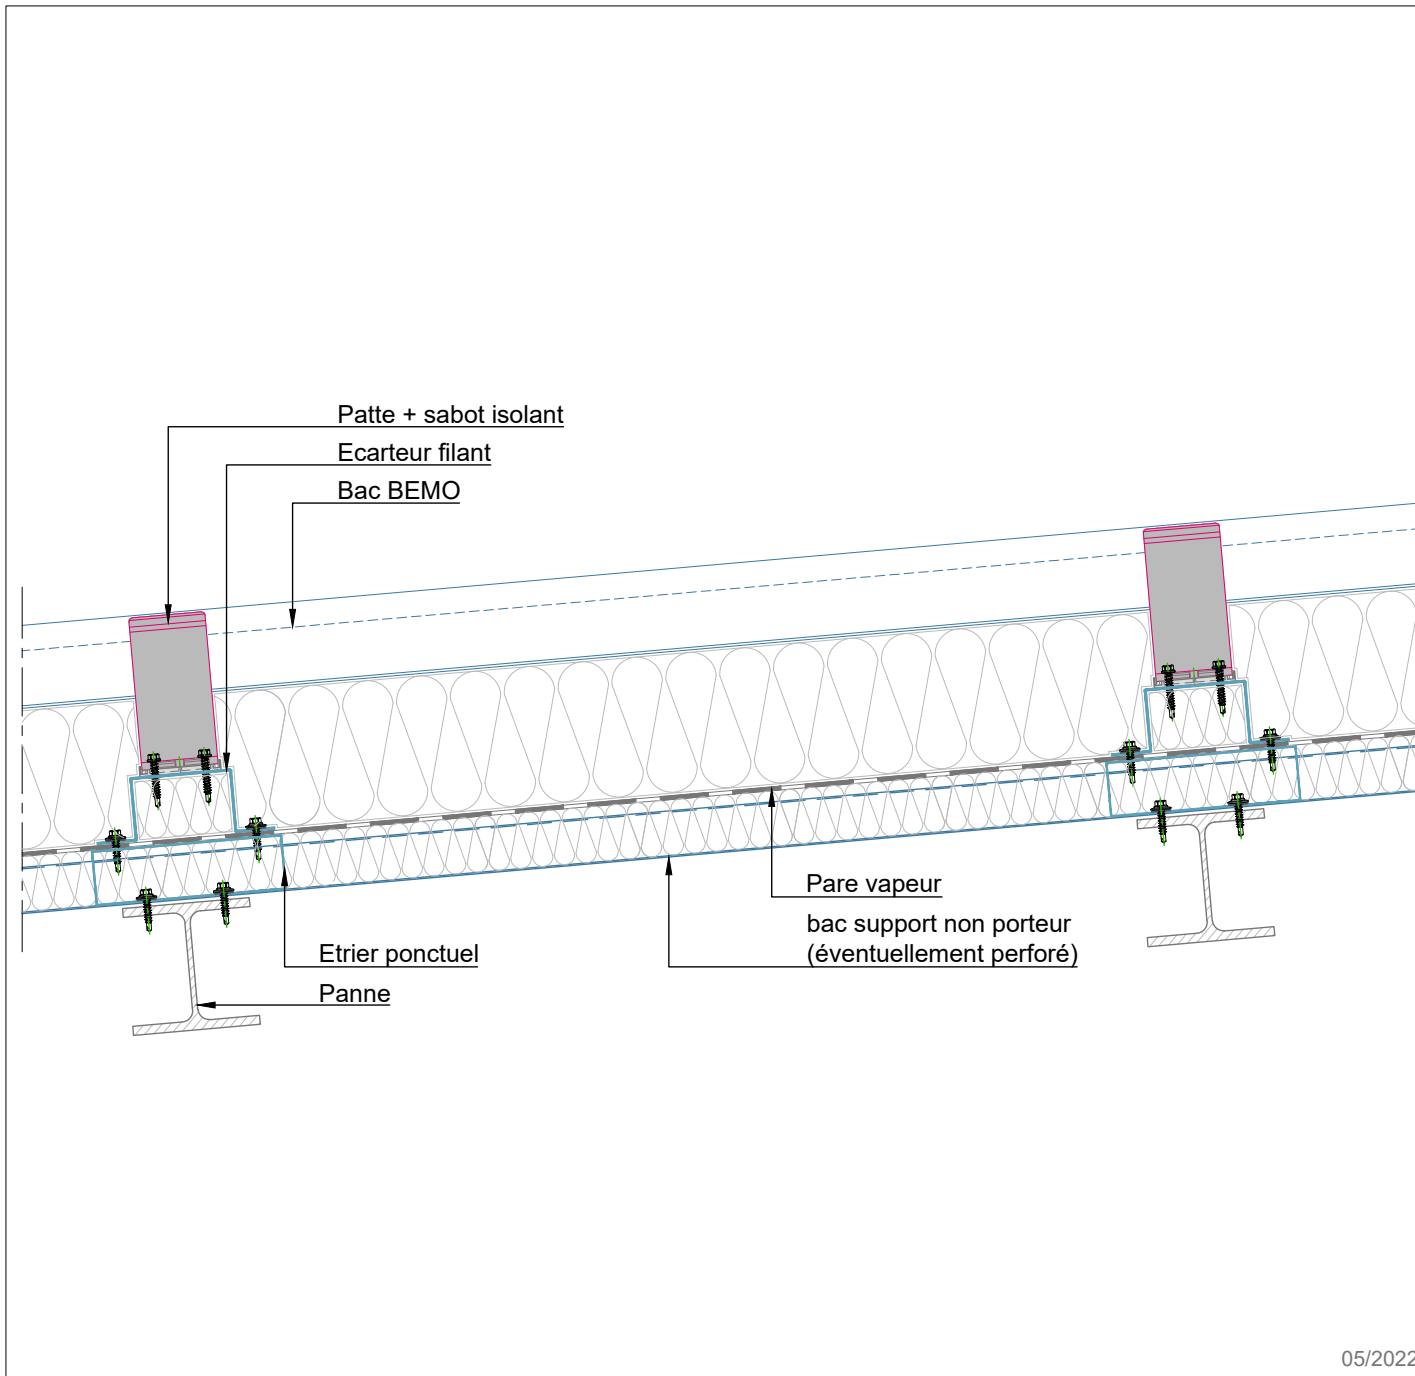 Patte + sabot isolant
Ecarteur filant
Bac BEMO
Pare vapeur
bac support non porteur
(éventuellement perforé)
Etrier ponctuel
Panne
05/2022